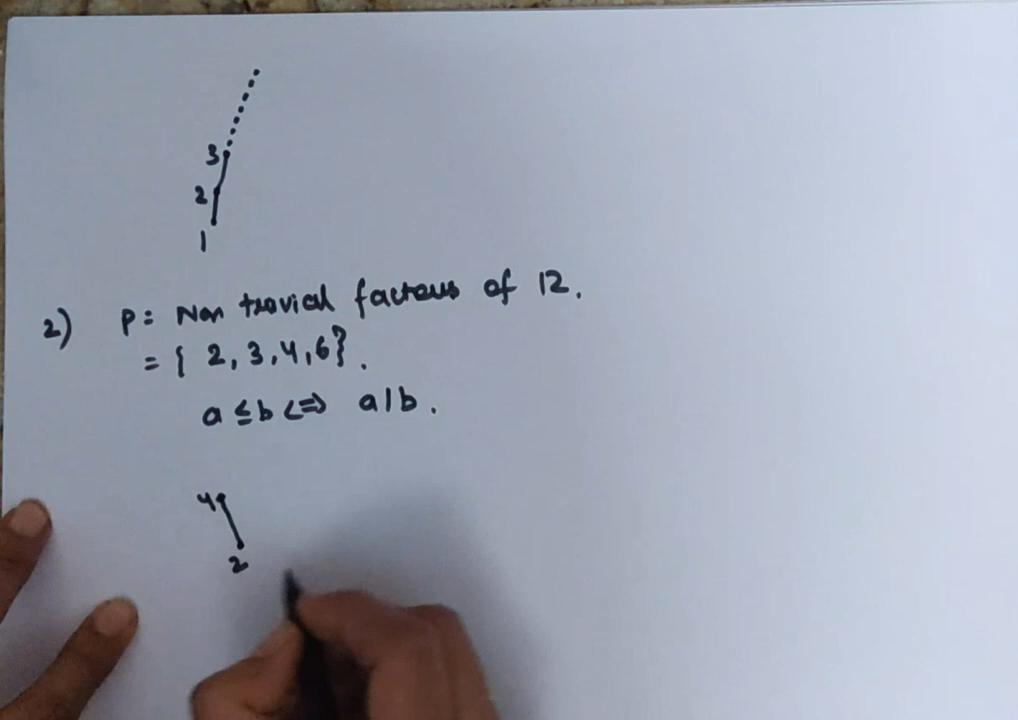 3
2
1
2) P = Non trivial factors of 12.
= { 2, 3, 4, 6 }.
a ≤ b <=> a | b.
4
2